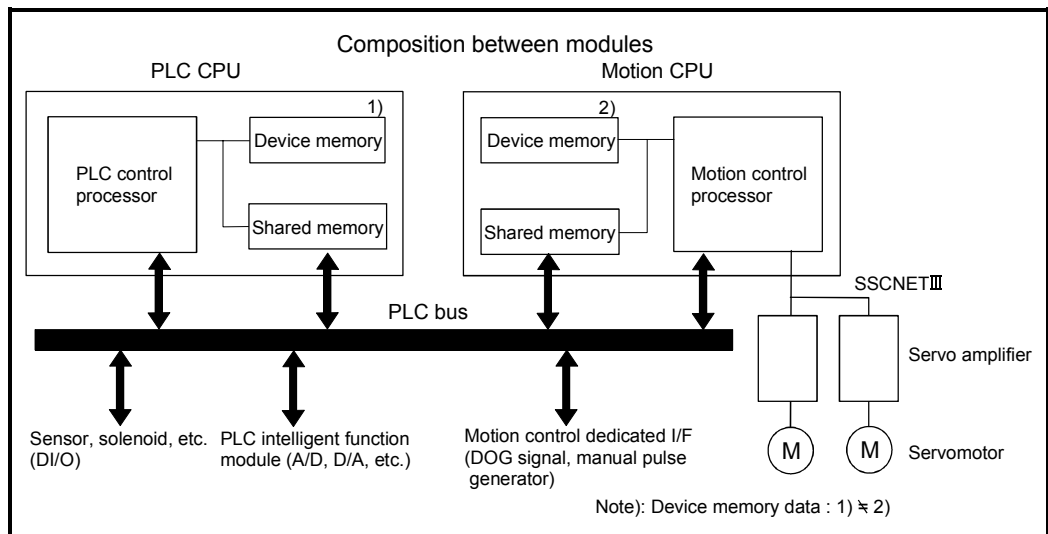 Composition between modules
PLC CPU
Motion CPU
1)
2)
Device memory
Device memory
PLC control
processor
Motion control
processor
Shared memory
Shared memory
SSCNETⅢ
PLC bus
Servo amplifier
Sensor, solenoid, etc.
(DI/O)
PLC intelligent function
module (A/D, D/A, etc.)
Motion control dedicated I/F
(DOG signal, manual pulse
generator)
M
M
Servomotor
Note): Device memory data : 1) ≒ 2)